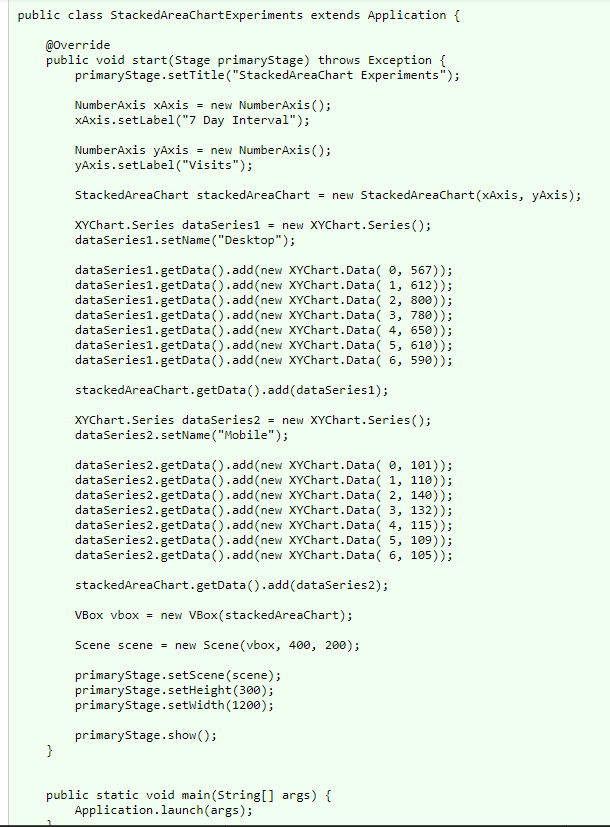 public class StackedAreaChartExperiments extends Application {
@Override
public void start(Stage primaryStage) throws Exception {
primaryStage.setTitle("StackedAreaChart Experiments");
NumberAxis xAxis = new NumberAxis();
xAxis.setLabel("7 Day Interval");
NumberAxis yAxis = new NumberAxis();
yAxis.setLabel("Visits");
StackedAreaChart stackedAreaChart = new StackedAreaChart(xAxis, yAxis);
XYChart.Series dataSeries1 = new XYChart.Series();
dataSeries1.setName("Desktop");
dataSeries1.getData().add(new XYChart.Data( 0, 567));
dataSeries1.getData().add(new XYChart.Data( 1, 612));
dataSeries1.getData().add(new XYChart.Data( 2, 800));
dataSeries1.getData().add(new XYChart.Data( 3, 780));
dataSeries1.getData().add(new XYChart.Data( 4, 650));
dataSeries1.getData().add(new XYChart.Data( 5, 610));
dataSeries1.getData().add(new XYChart.Data( 6, 590));
stackedAreaChart.getData().add(dataSeries1);
XYChart.Series dataSeries2 = new XYChart.Series();
dataSeries2.setName("Mobile");
dataSeries2.getData().add(new XYChart.Data( 0, 101));
dataSeries2.getData().add(new XYChart.Data( 1, 110));
dataSeries2.getData().add(new XYChart.Data( 2, 140));
dataSeries2.getData().add(new XYChart.Data( 3, 132));
dataSeries2.getData().add(new XYChart.Data( 4, 115));
dataSeries2.getData().add(new XYChart.Data( 5, 109));
dataSeries2.getData().add(new XYChart.Data( 6, 105));
stackedAreaChart.getData().add(dataSeries2);
VBox vbox = new VBox(stackedAreaChart);
Scene scene = new Scene(vbox, 400, 200);
primaryStage.setScene(scene);
primaryStage.setHeight(300);
primaryStage.setWidth(1200);
primaryStage.show();
}
public static void main(String[] args) {
Application.launch(args);